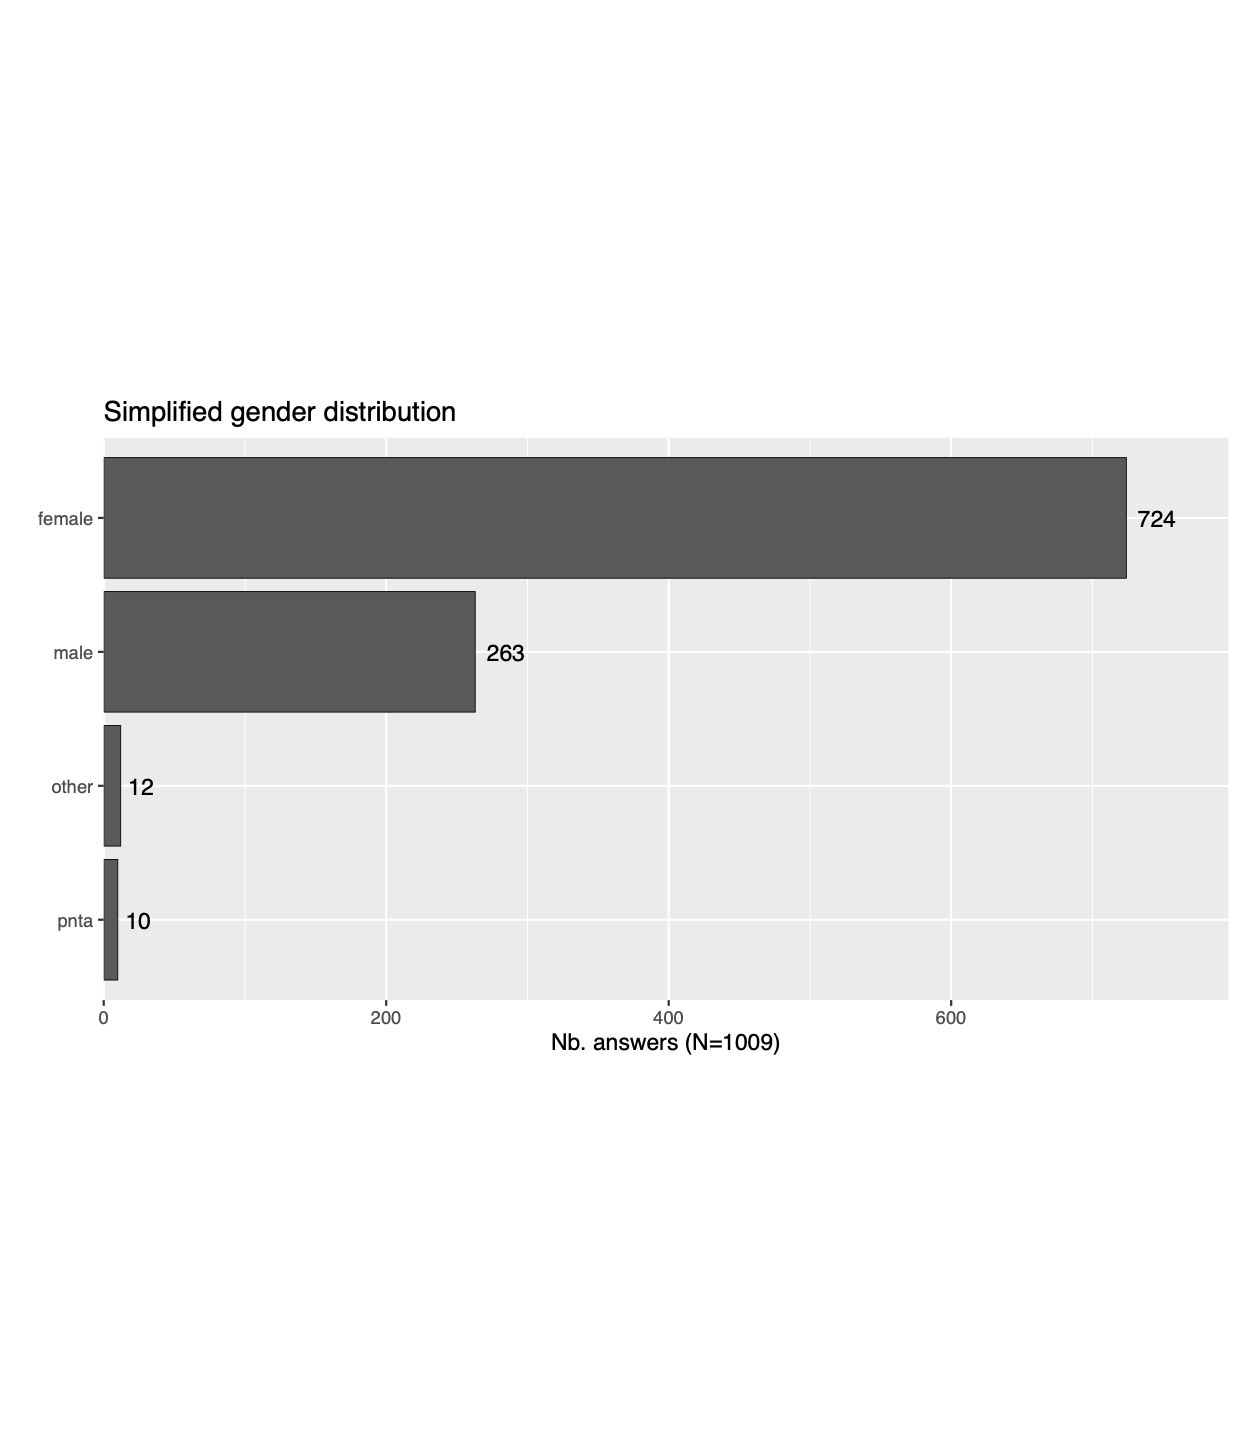 Simplified gender distribution
female
724
male
263
other
12
pnta
10
0 200 400 600
Nb. answers (N=1009)